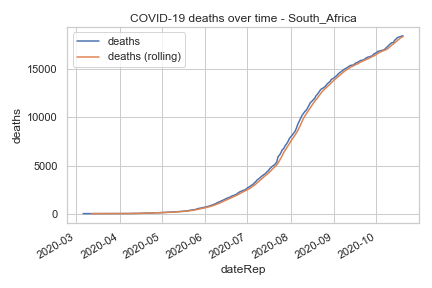 COVID-19 deaths over time - South_Africa
deaths
deaths (rolling)
deaths
15000
10000
5000
0
2020-03
2020-04
2020-05
2020-06
2020-07
2020-08
2020-09
2020-10
dateRep